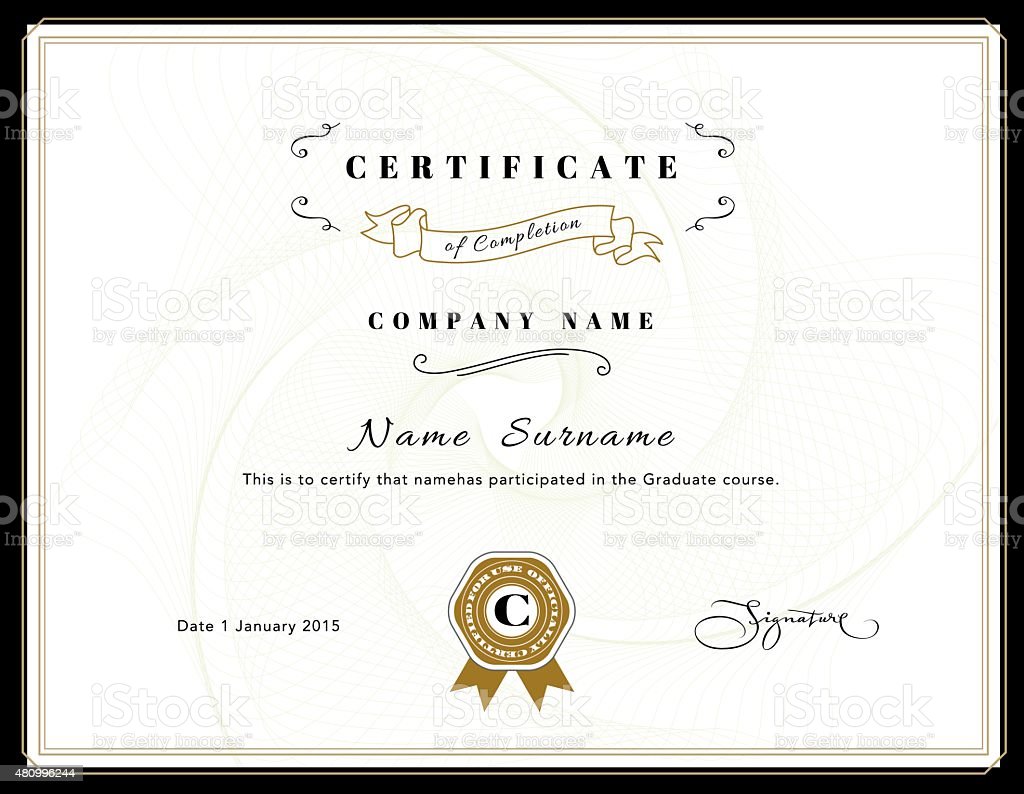 CERTIFICATE
of Completion
COMPANY NAME
Name Surname
This is to certify that namehas participated in the Graduate course.
OFFICIALLY CERTIFIED FOR USE
C
Date 1 January 2015
Signature
iStock
by Getty Images™
480996244